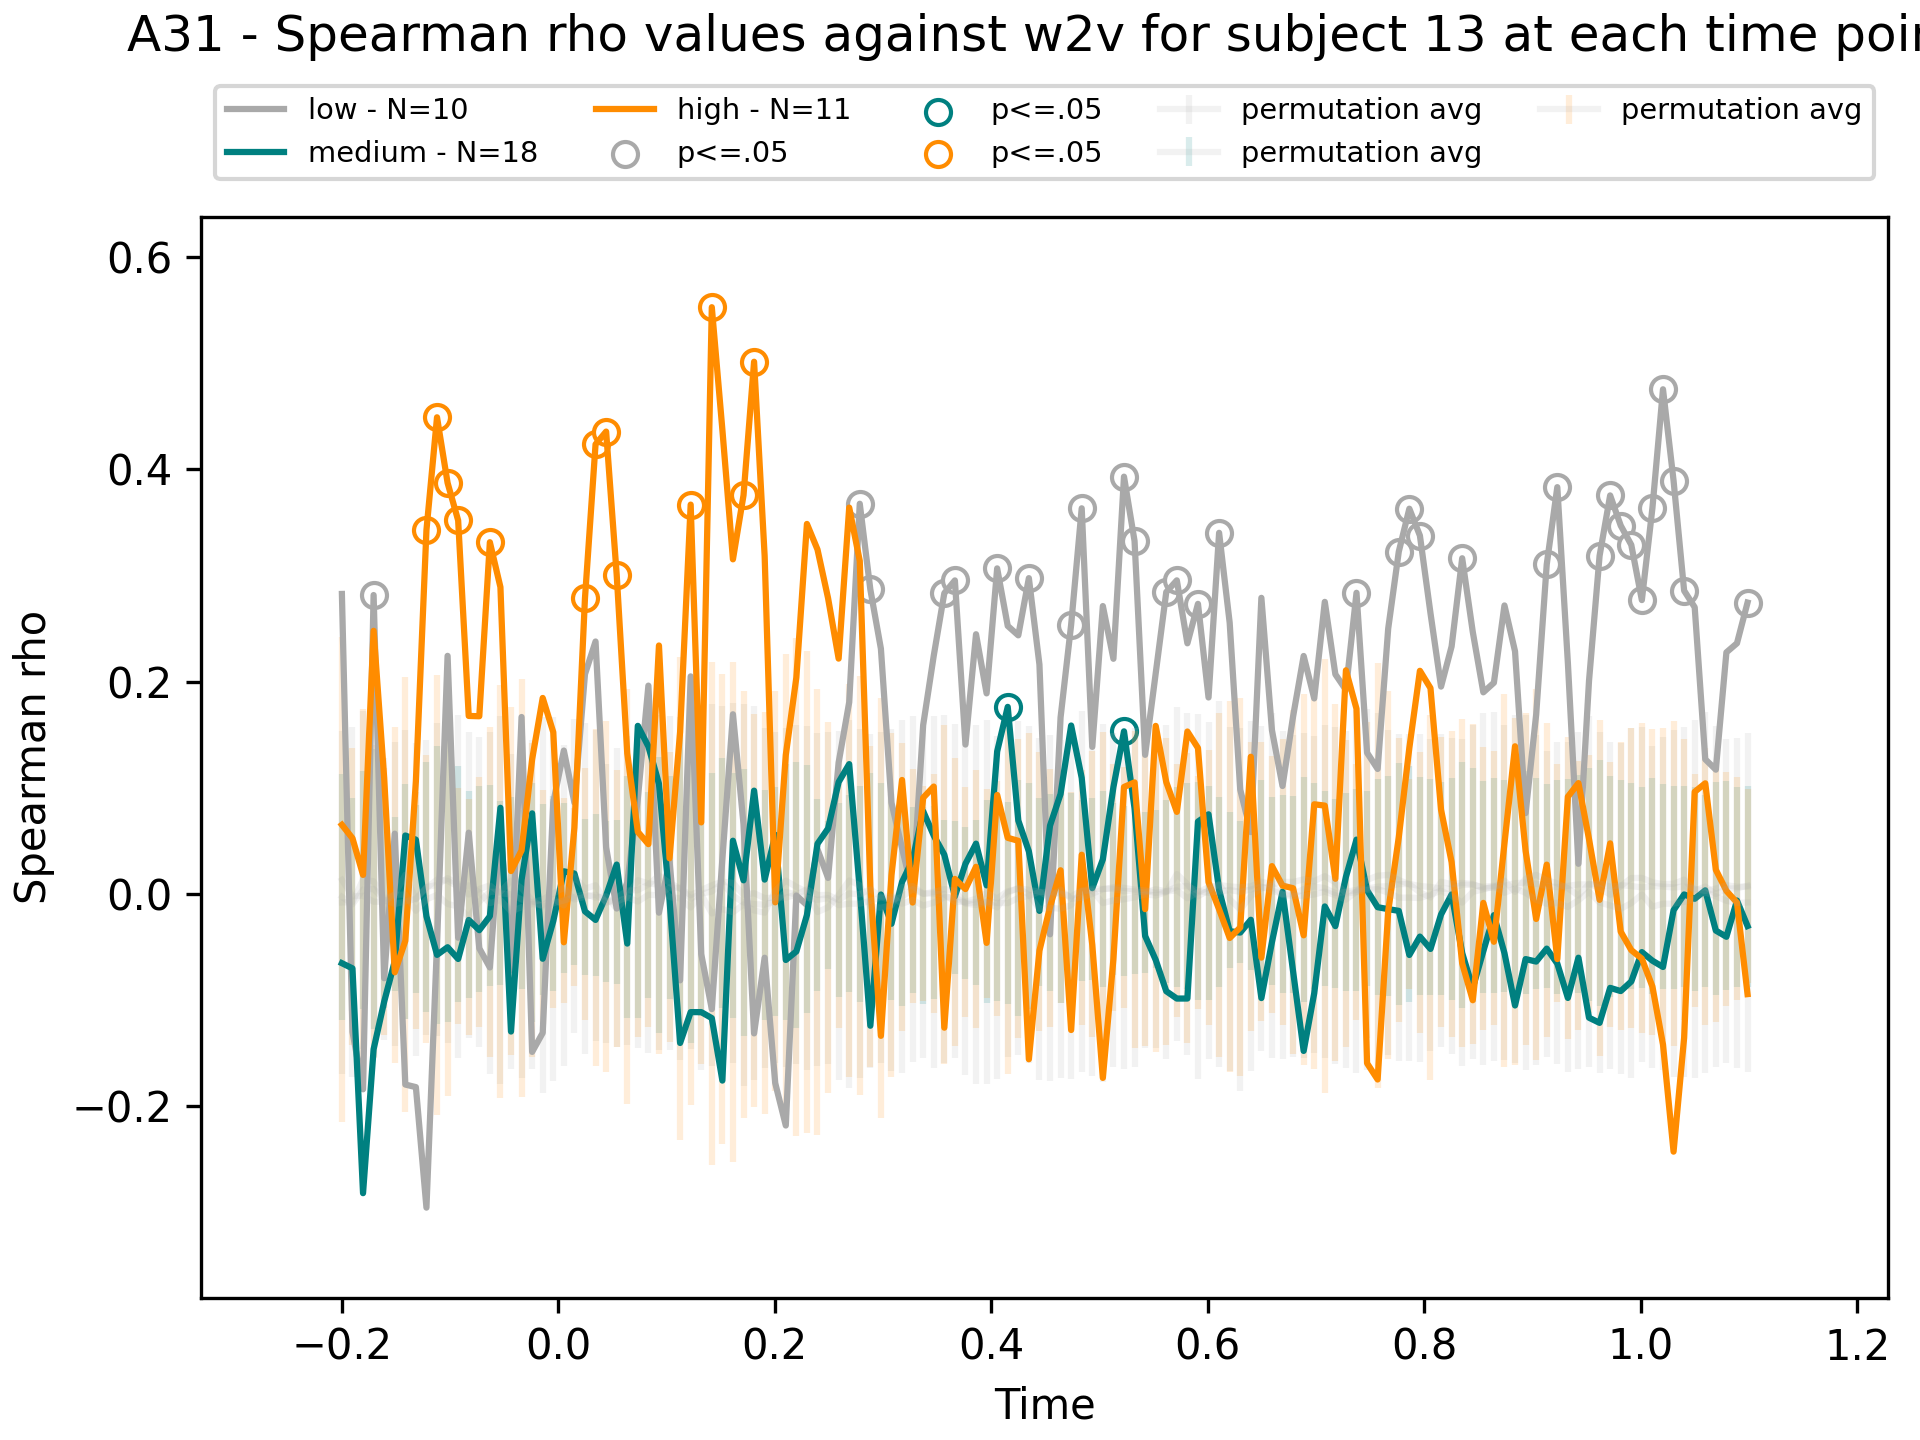 A31 - Spearman rho values against w2v for subject 13 at each time poi
low - N=10
medium - N=18
high - N=11
p<=.05
p<=.05
p<=.05
permutation avg
permutation avg
permutation avg
Spearman rho
0.6
0.4
0.2
0.0
−0.2
−0.2
0.0
0.2
0.4
0.6
0.8
1.0
1.2
Time